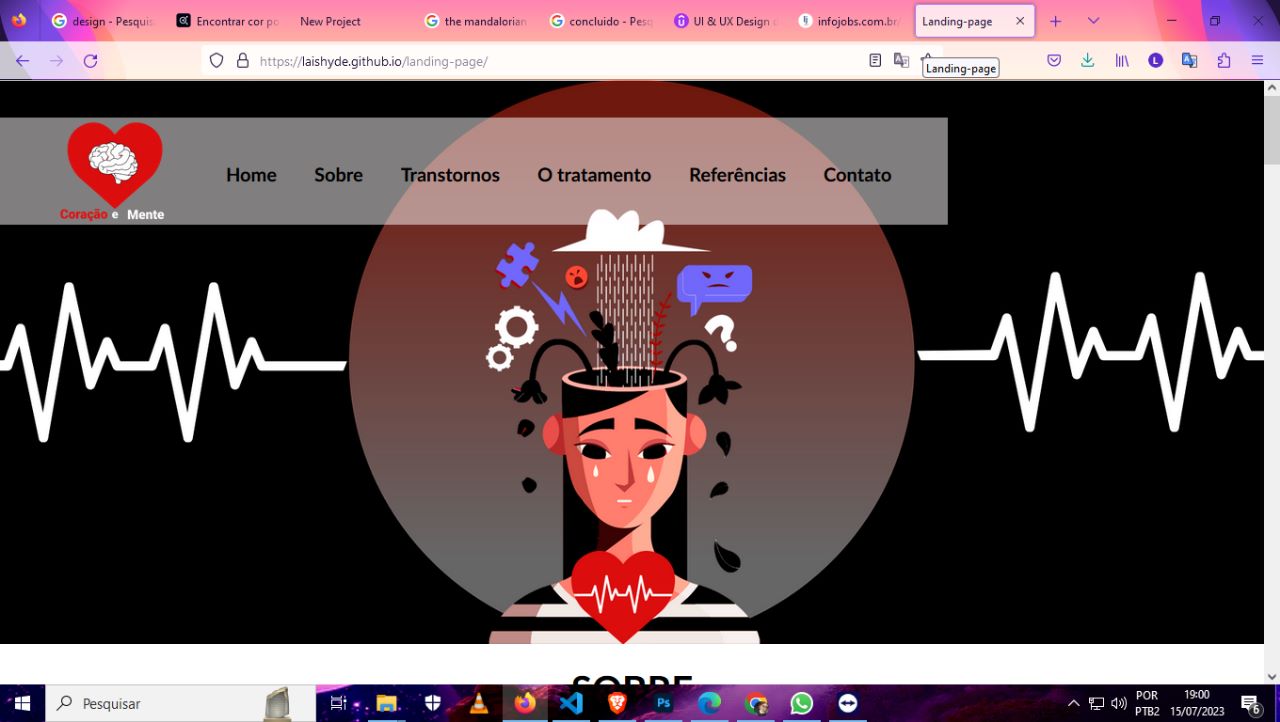 design - Pesquis
Encontrar cor po
New Project
the mandalorian
concluido - Pesq
UI & UX Design d
infojobs.com.br/
Landing-page
https://laishyde.github.io/landing-page/
Landing-page
L
Home
Sobre
Transtornos
O tratamento
Referências
Contato
Coração e Mente
SOBRE
Pesquisar
Ps
POR
PTB2
19:00
15/07/2023
6